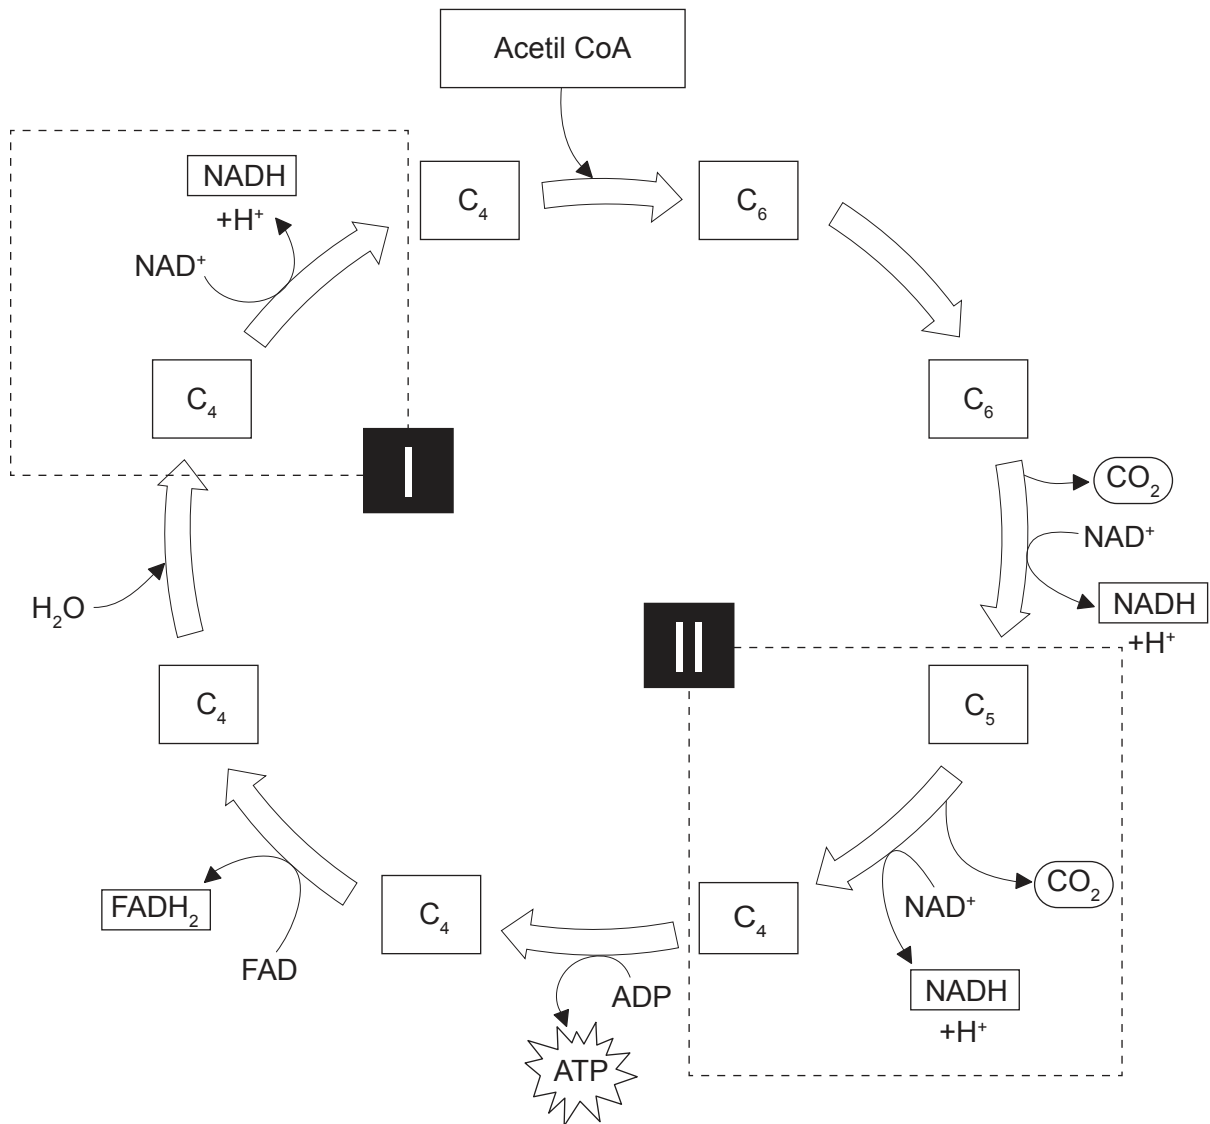 Acetil CoA
NADH
+H⁺
NAD⁺
C₄
C₆
C₄
C₆
I
CO₂
NAD⁺
NADH
+H⁺
H₂O
II
C₄
C₅
C₄
C₄
CO₂
NAD⁺
FADH₂
FAD
ADP
NADH
+H⁺
ATP